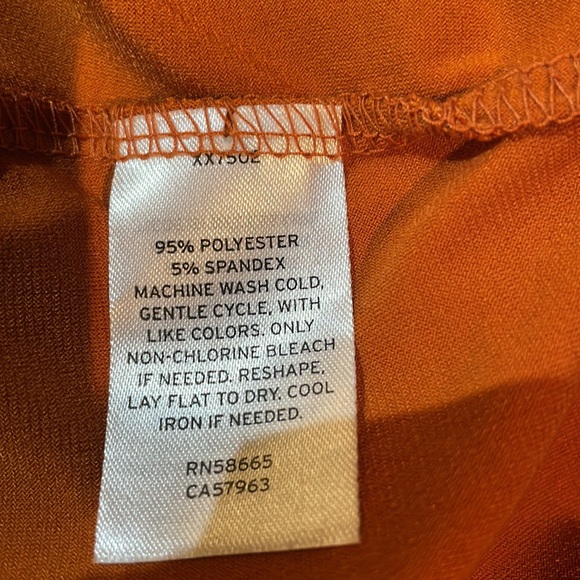 XX7502
95% POLYESTER
5% SPANDEX
MACHINE WASH COLD,
GENTLE CYCLE, WITH
LIKE COLORS. ONLY
NON-CHLORINE BLEACH
IF NEEDED. RESHAPE,
LAY FLAT TO DRY. COOL
IRON IF NEEDED.
RN58665
CA57963